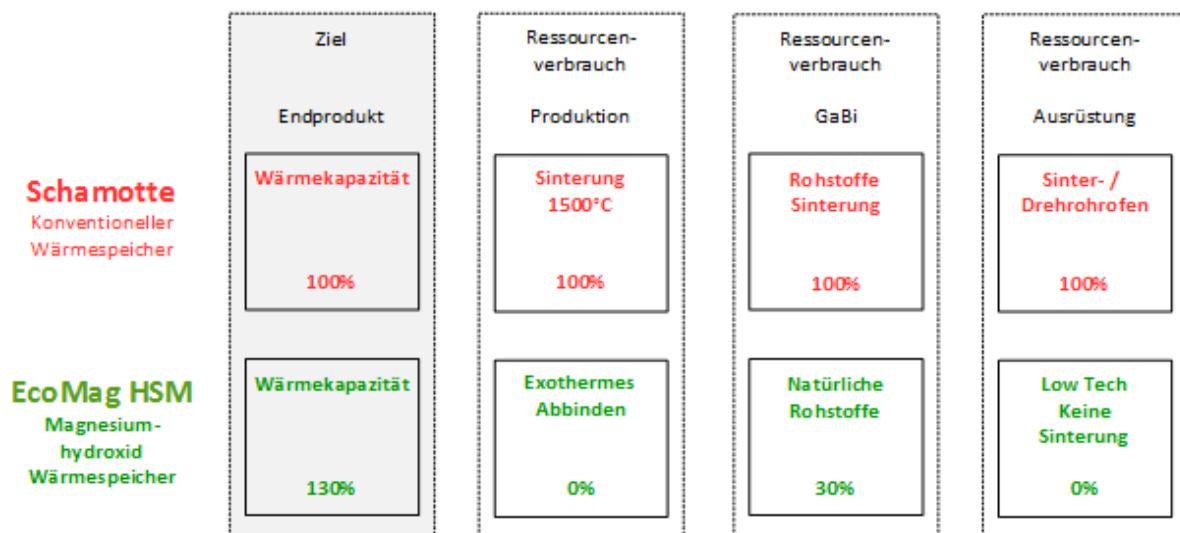 Ziel
Endprodukt
Ressourcen-
verbrauch
Produktion
Ressourcen-
verbrauch
GaBi
Ressourcen-
verbrauch
Ausrüstung
Schamotte
Konventioneller
Wärmespeicher
Wärmekapazität
100%
Sinterung
1500°C
100%
Rohstoffe
Sinterung
100%
Sinter- /
Drehrohrofen
100%
EcoMag HSM
Magnesium-
hydroxid
Wärmespeicher
Wärmekapazität
130%
Exothermes
Abbinden
0%
Natürliche
Rohstoffe
30%
Low Tech
Keine
Sinterung
0%